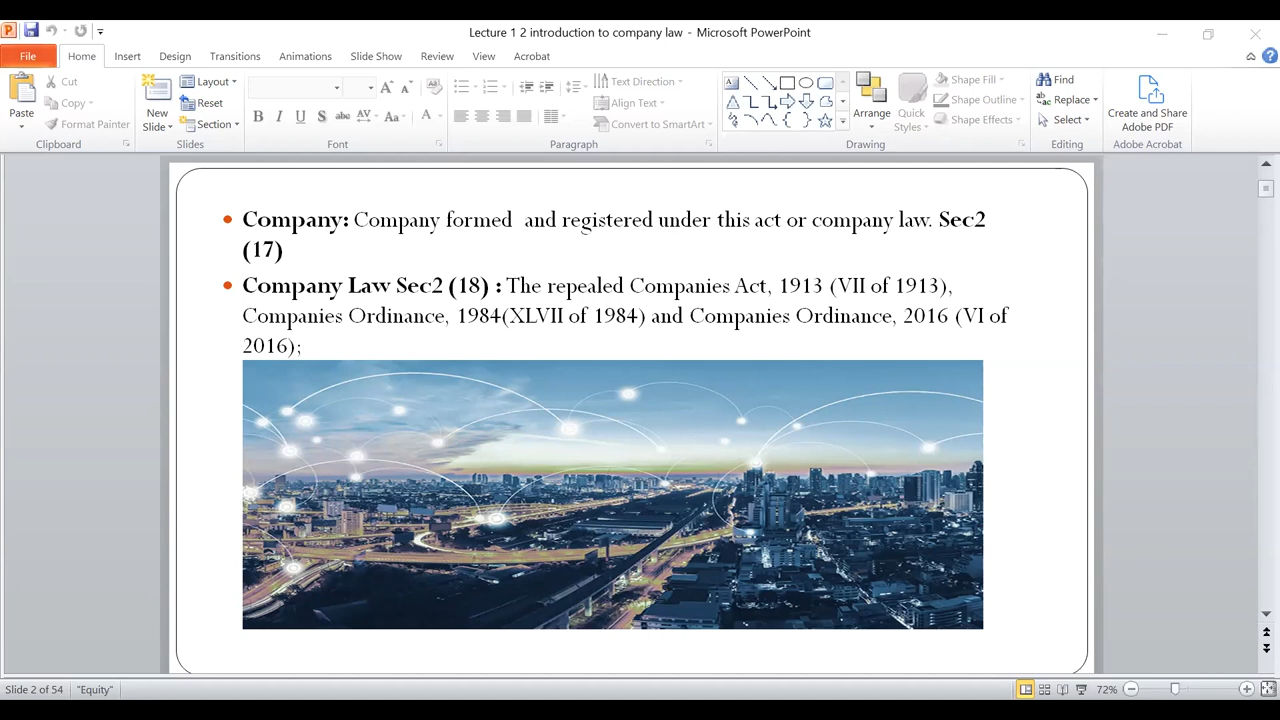 Lecture 1 2 introduction to company law - Microsoft PowerPoint
File Home Insert Design Transitions Animations Slide Show Review View Acrobat
Paste
Cut
Copy
Format Painter
Clipboard
New
Slide
Layout
Reset
Section
Slides
B I U S abc AV Aa A
Font
Text Direction
Align Text
Convert to SmartArt
Paragraph
Arrange
Quick
Styles
Shape Fill
Shape Outline
Shape Effects
Drawing
Find
Replace
Select
Editing
Create and Share
Adobe PDF
Adobe Acrobat
• Company: Company formed and registered under this act or company law. Sec2
(17)
• Company Law Sec2 (18) : The repealed Companies Act, 1913 (VII of 1913),
Companies Ordinance, 1984(XLVII of 1984) and Companies Ordinance, 2016 (VI of
2016);
Slide 2 of 54 "Equity" 72%